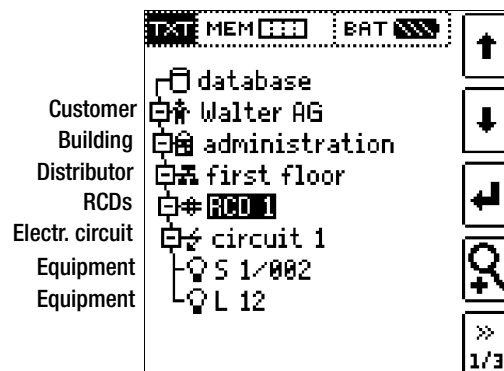 TXT MEM BAT
database
Customer Walter AG
Building administration
Distributor first floor
RCDs RCD 1
Electr. circuit circuit 1
Equipment S 1/002
Equipment L 12
»
1/3